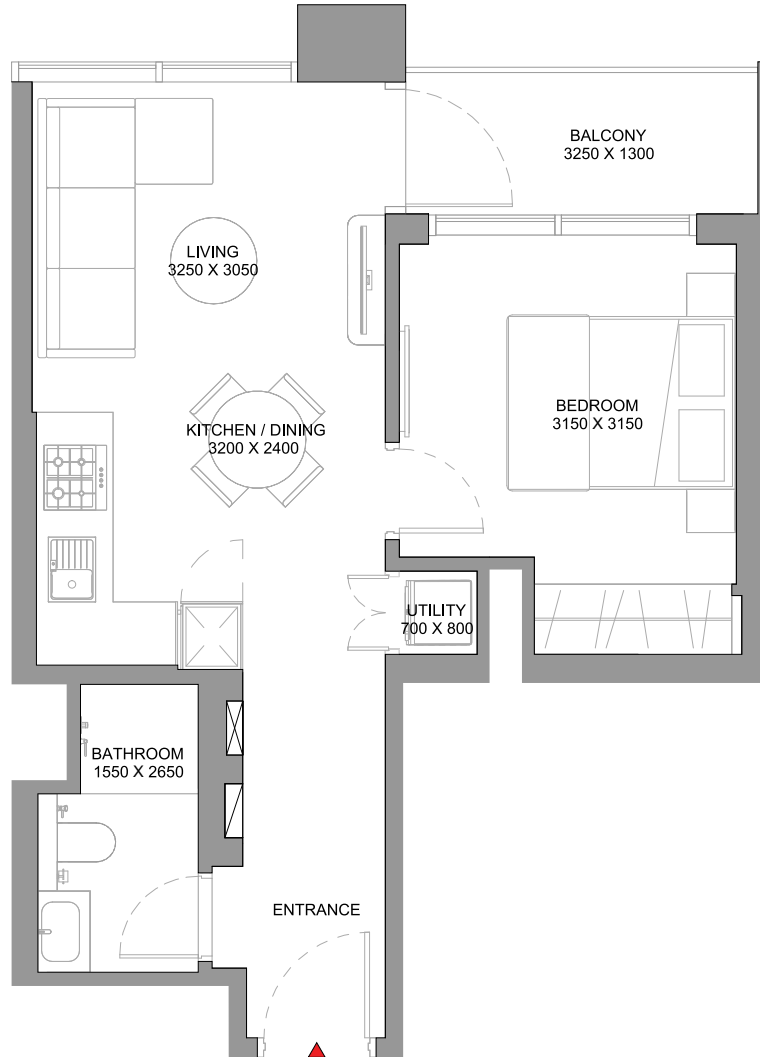 BALCONY
3250 X 1300
LIVING
3250 X 3050
BEDROOM
3150 X 3150
KITCHEN / DINING
3200 X 2400
UTILITY
700 X 800
BATHROOM
1550 X 2650
ENTRANCE